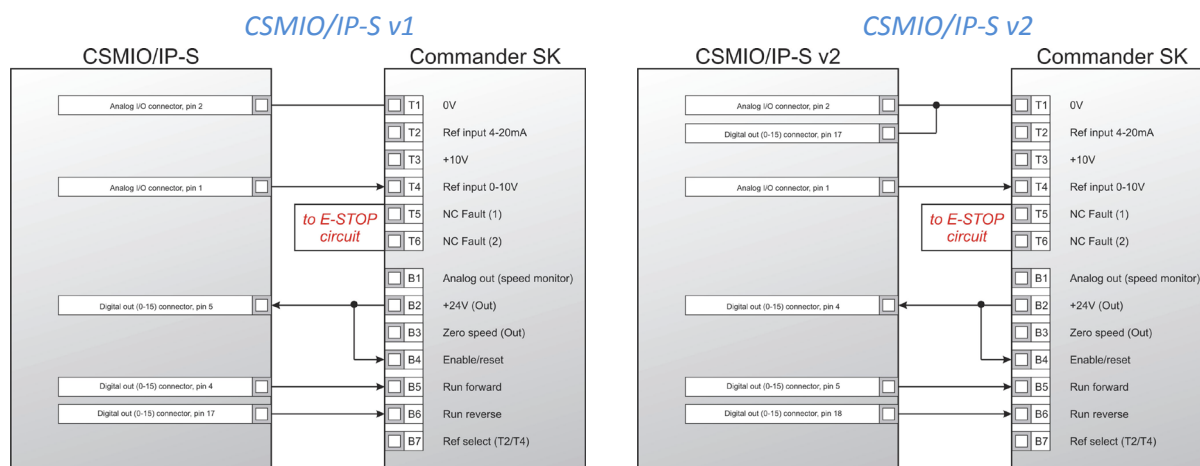 CSMIO/IP-S v1
CSMIO/IP-S
Commander SK
Analog I/O connector, pin 2
T1 0V
T2 Ref input 4-20mA
T3 +10V
Analog I/O connector, pin 1
T4 Ref input 0-10V
to E-STOP
circuit
T5 NC Fault (1)
T6 NC Fault (2)
B1 Analog out (speed monitor)
Digital out (0-15) connector, pin 5
B2 +24V (Out)
B3 Zero speed (Out)
B4 Enable/reset
Digital out (0-15) connector, pin 4
B5 Run forward
Digital out (0-15) connector, pin 17
B6 Run reverse
B7 Ref select (T2/T4)
CSMIO/IP-S v2
CSMIO/IP-S v2
Commander SK
Analog I/O connector, pin 2
T1 0V
Digital out (0-15) connector, pin 17
T2 Ref input 4-20mA
T3 +10V
Analog I/O connector, pin 1
T4 Ref input 0-10V
to E-STOP
circuit
T5 NC Fault (1)
T6 NC Fault (2)
B1 Analog out (speed monitor)
Digital out (0-15) connector, pin 4
B2 +24V (Out)
B3 Zero speed (Out)
B4 Enable/reset
Digital out (0-15) connector, pin 5
B5 Run forward
Digital out (0-15) connector, pin 18
B6 Run reverse
B7 Ref select (T2/T4)